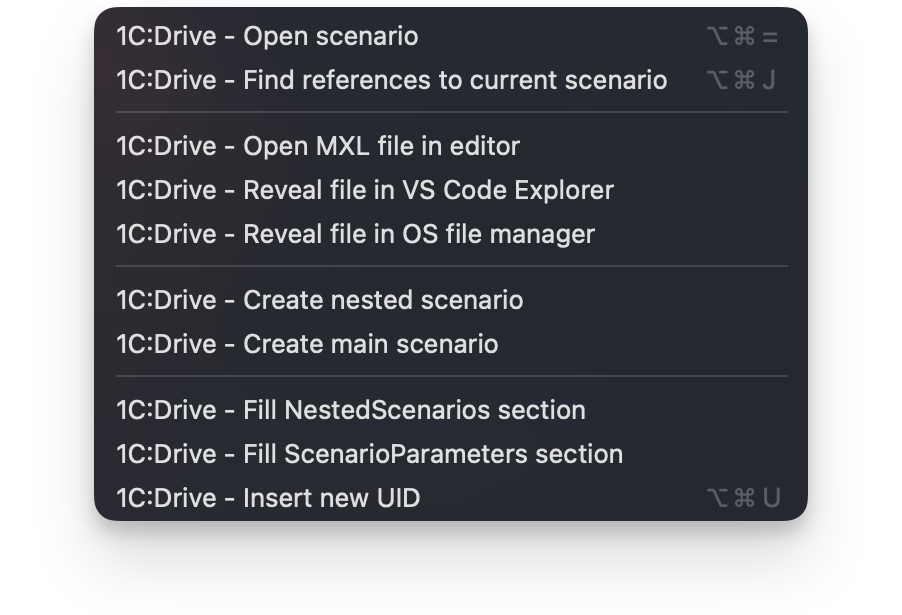 1C:Drive - Open scenario ⌥⌘=
1C:Drive - Find references to current scenario ⌥⌘J
1C:Drive - Open MXL file in editor
1C:Drive - Reveal file in VS Code Explorer
1C:Drive - Reveal file in OS file manager
1C:Drive - Create nested scenario
1C:Drive - Create main scenario
1C:Drive - Fill NestedScenarios section
1C:Drive - Fill ScenarioParameters section
1C:Drive - Insert new UID ⌥⌘U